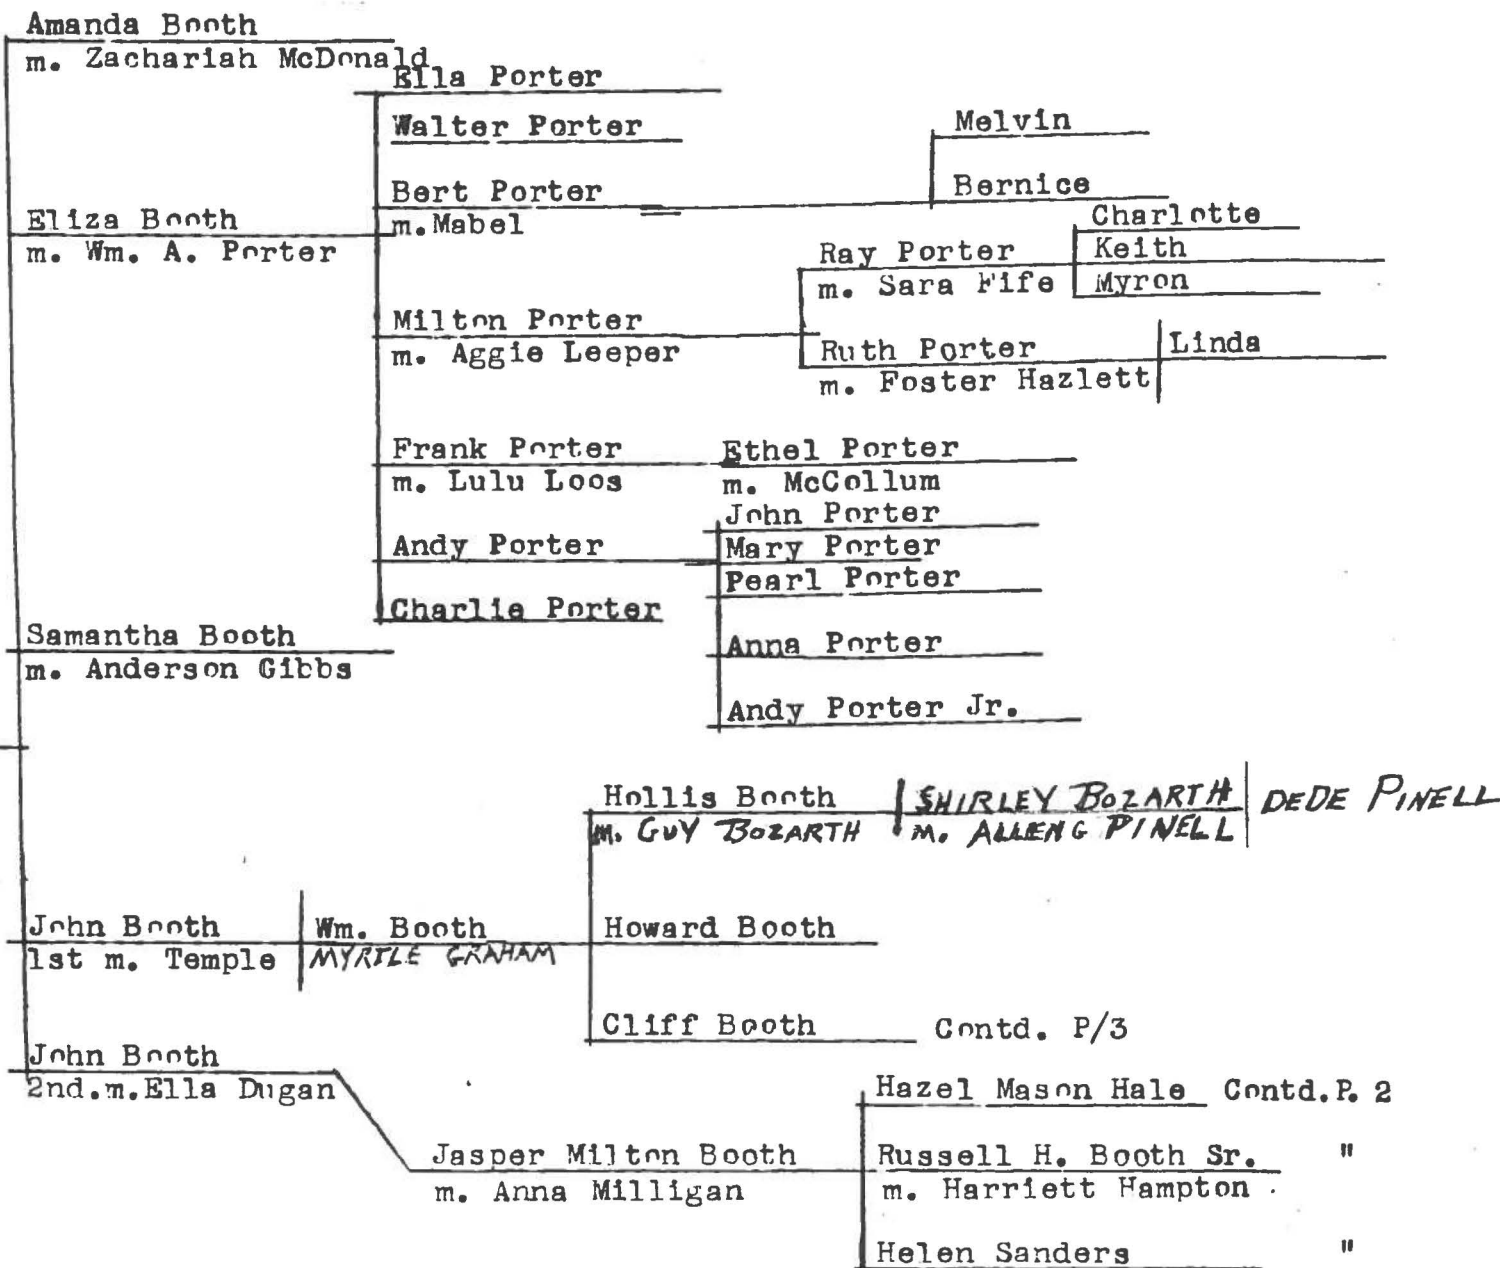 Amanda Booth
m. Zachariah McDonald
Ella Porter
Walter Porter
Melvin
Bert Porter
Bernice
m.Mabel
Eliza Booth
m. Wm. A. Porter
Charlotte
Ray Porter
Keith
m. Sara Fife
Myron
Milton Porter
m. Aggie Leeper
Ruth Porter
Linda
m. Foster Hazlett
Frank Porter
Ethel Porter
m. Lulu Loos
m. McCollum
John Porter
Andy Porter
Mary Porter
Pearl Porter
Charlie Porter
Samantha Booth
m. Anderson Gibbs
Anna Porter
Andy Porter Jr.
Hollis Booth
SHIRLEY BOZARTH
DEDE PINELL
m. GUY BOZARTH
M. ALLENG PINELL
John Booth
Wm. Booth
Howard Booth
1st m. Temple
MYRTLE GRAHAM
Cliff Booth Contd. P/3
John Booth
2nd.m.Ella Dugan
Hazel Mason Hale Contd.P. 2
Jasper Milton Booth
Russell H. Booth Sr. "
m. Anna Milligan
m. Harriett Hampton
Helen Sanders "